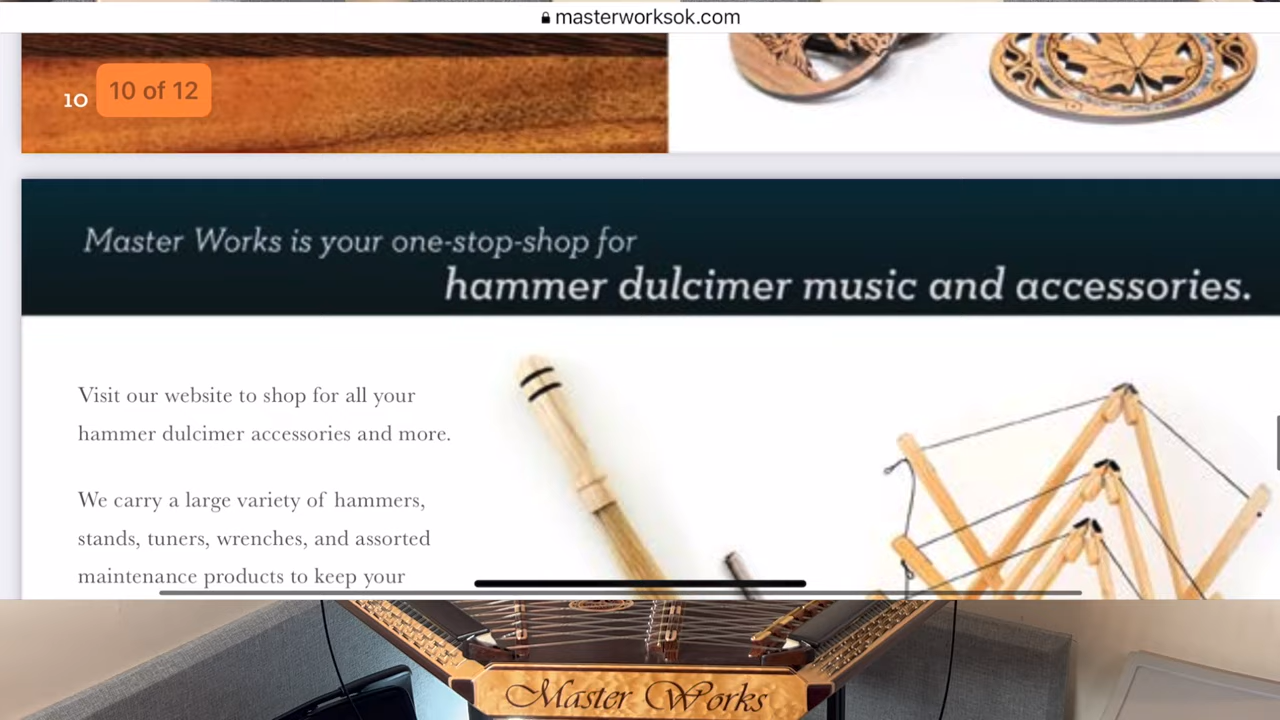 masterworksok.com
10 10 of 12
Master Works is your one-stop-shop for
hammer dulcimer music and accessories.
Visit our website to shop for all your
hammer dulcimer accessories and more.
We carry a large variety of hammers,
stands, tuners, wrenches, and assorted
maintenance products to keep your
Master Works